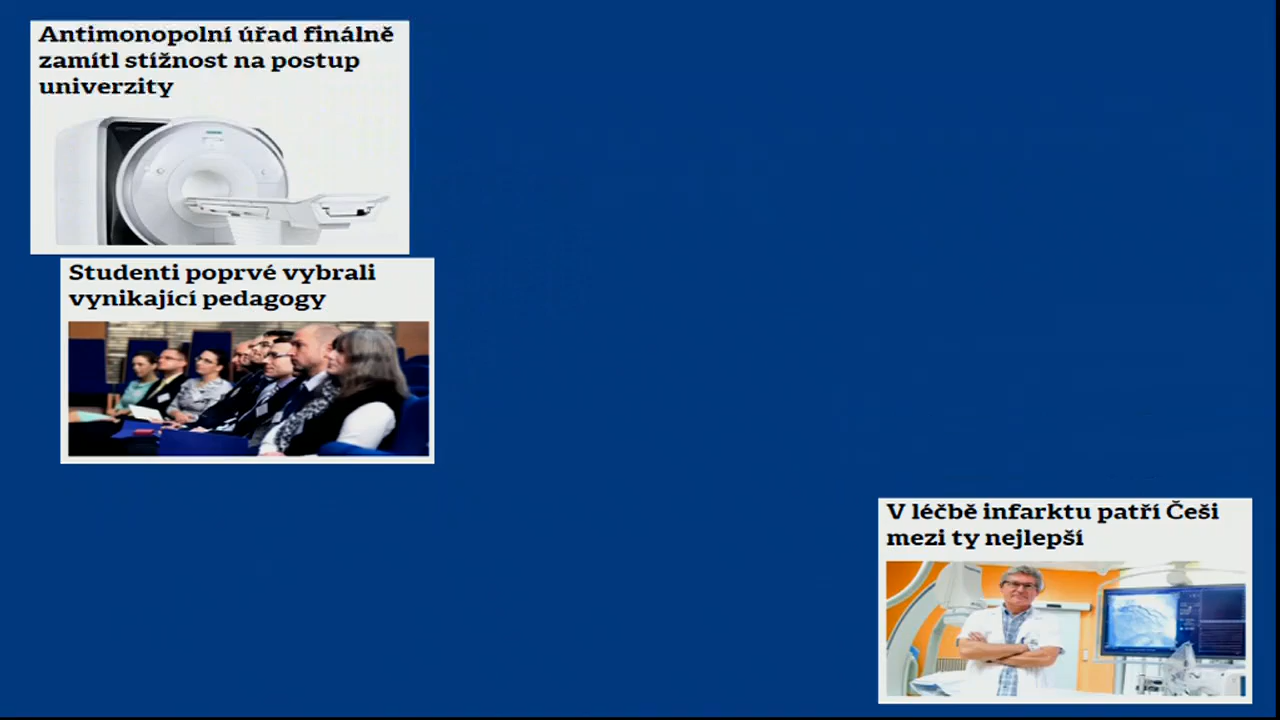 Antimonopolní úřad finálně
zamítl stížnost na postup
univerzity
Studenti poprvé vybrali
vynikající pedagogy
V léčbě infarktu patří Češi
mezi ty nejlepší